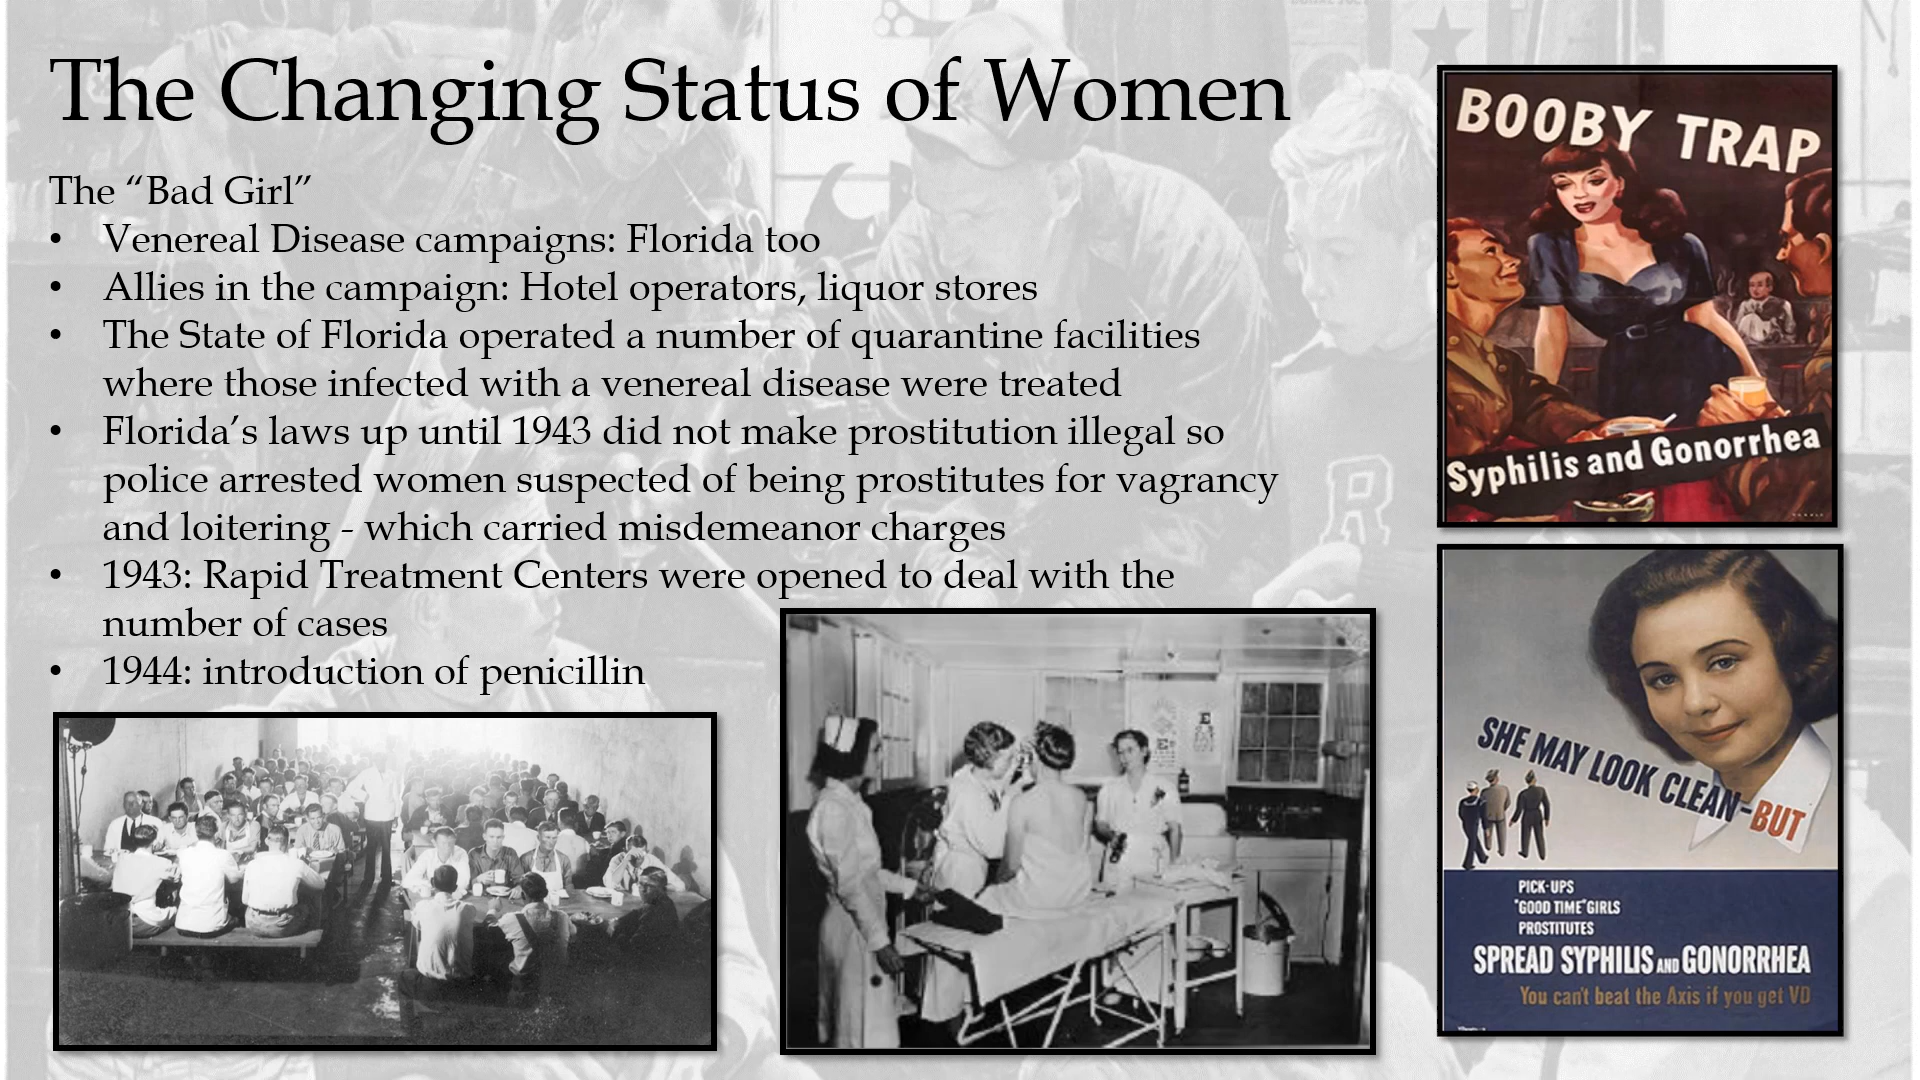 The Changing Status of Women
The “Bad Girl”
• Venereal Disease campaigns: Florida too
• Allies in the campaign: Hotel operators, liquor stores
• The State of Florida operated a number of quarantine facilities
where those infected with a venereal disease were treated
• Florida’s laws up until 1943 did not make prostitution illegal so
police arrested women suspected of being prostitutes for vagrancy
and loitering - which carried misdemeanor charges
• 1943: Rapid Treatment Centers were opened to deal with the
number of cases
• 1944: introduction of penicillin
BOOBY TRAP
Syphilis and Gonorrhea
SHE MAY LOOK CLEAN-BUT
PICK-UPS
"GOOD TIME" GIRLS
PROSTITUTES
SPREAD SYPHILIS AND GONORRHEA
You can't beat the Axis if you get VD
R
E